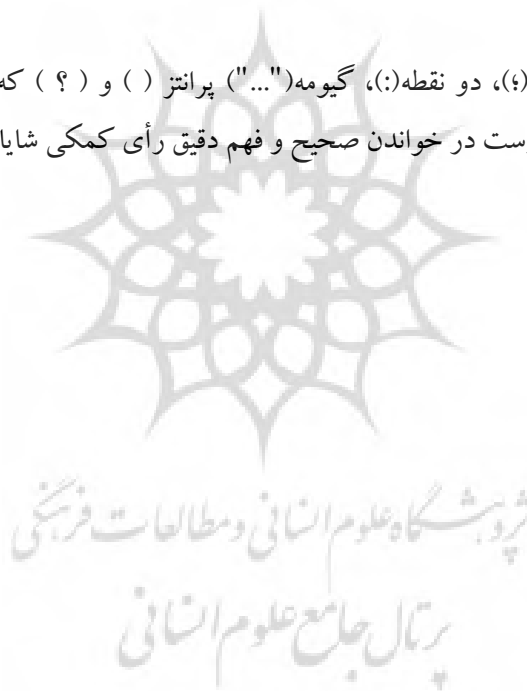 (؛)، دو نقطه(:)، گیومه("...") پرانتز ( ) و ( ؟ ) که
وست در خواندن صحیح و فهم دقیق رأی کمکی شایا
پژوهشگاه علوم انسانی و مطالعات فرهنگی
پرتال جامع علوم انسانی